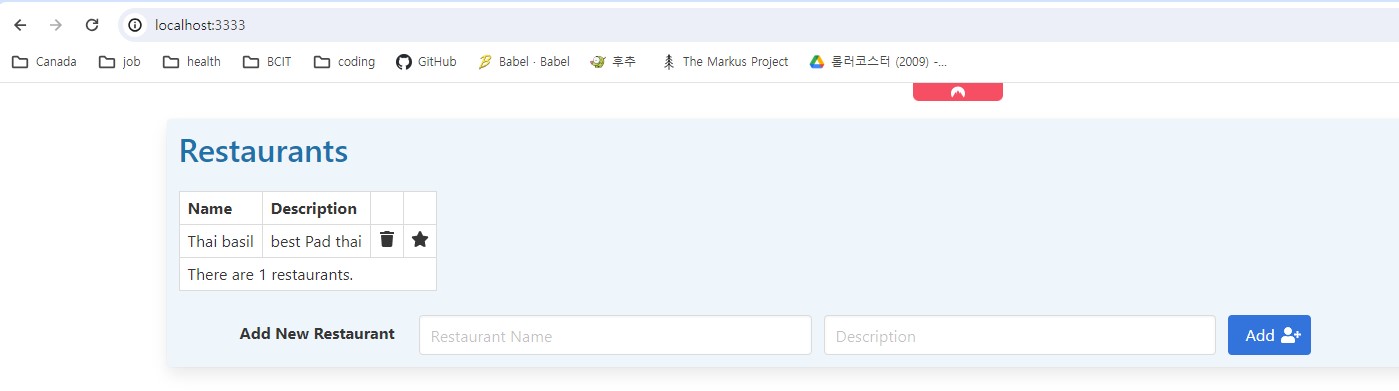 localhost:3333
Canada job health BCIT coding GitHub Babel · Babel 후추 The Markus Project 롤러코스터 (2009) -...
Restaurants
Name Description
Thai basil best Pad thai
There are 1 restaurants.
Add New Restaurant Restaurant Name Description Add